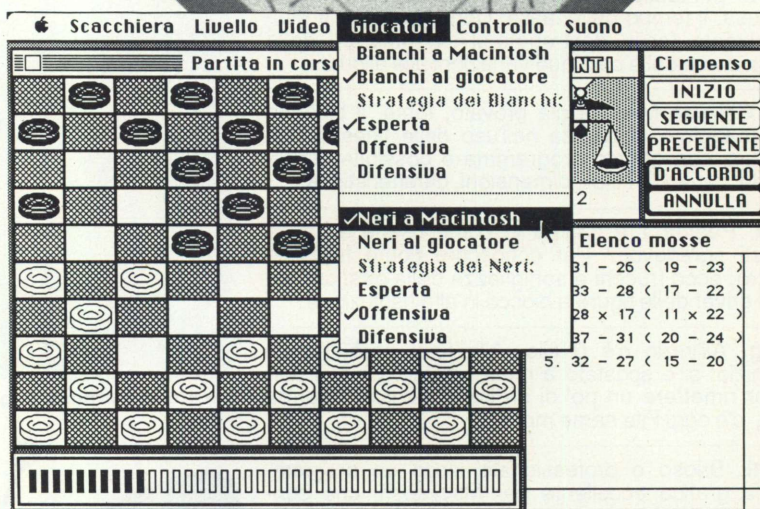 Scacchiera Livello Video Giocatori Controllo Suono
Partita in corso
Bianchi a Macintosh
✓Bianchi al giocatore
Strategia dei Bianchi:
✓Esperta
Offensiva
Difensiva
✓Neri a Macintosh
Neri al giocatore
Strategia dei Neri:
Esperta
✓Offensiva
Difensiva
NTI
2
Ci ripenso
INIZIO
SEGUENTE
PRECEDENTE
D'ACCORDO
ANNULLA
Elenco mosse
31 - 26 ( 19 - 23 )
33 - 28 ( 17 - 22 )
28 x 17 ( 11 x 22 )
37 - 31 ( 20 - 24 )
5. 32 - 27 ( 15 - 20 )